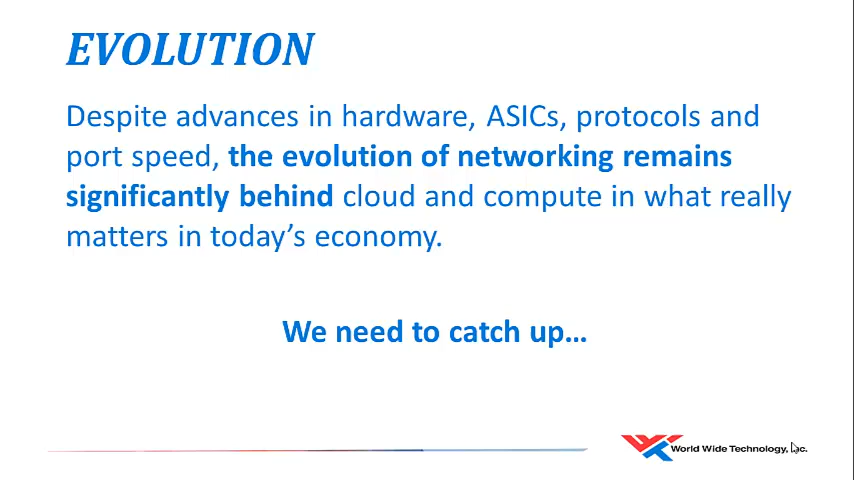 EVOLUTION
Despite advances in hardware, ASICs, protocols and
port speed, the evolution of networking remains
significantly behind cloud and compute in what really
matters in today’s economy.
We need to catch up…
World Wide Technology, Inc.